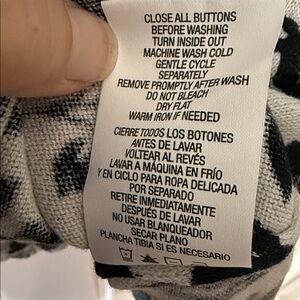 CLOSE ALL BUTTONS
BEFORE WASHING
TURN INSIDE OUT
MACHINE WASH COLD
GENTLE CYCLE
SEPARATELY
REMOVE PROMPTLY AFTER WASH
DO NOT BLEACH
DRY FLAT
WARM IRON IF NEEDED
CIERRE TODOS LOS BOTONES
ANTES DE LAVAR
VOLTEAR AL REVÉS
LAVAR A MÁQUINA EN FRÍO
Y EN CICLO PARA ROPA DELICADA
POR SEPARADO
RETIRE INMEDIATAMENTE
DESPUÉS DE LAVAR
NO USAR BLANQUEADOR
SECAR PLANO
PLANCHA TIBIA SI ES NECESARIO